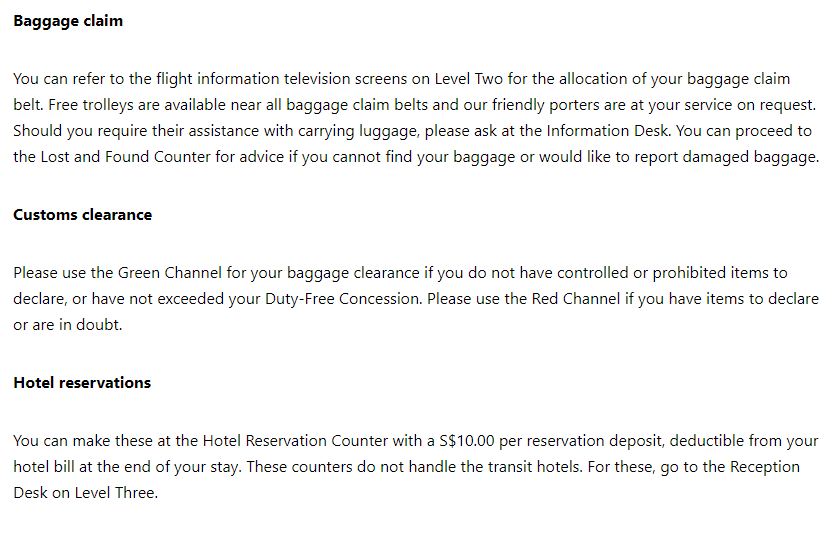 Baggage claim
You can refer to the flight information television screens on Level Two for the allocation of your baggage claim
belt. Free trolleys are available near all baggage claim belts and our friendly porters are at your service on request.
Should you require their assistance with carrying luggage, please ask at the Information Desk. You can proceed to
the Lost and Found Counter for advice if you cannot find your baggage or would like to report damaged baggage.
Customs clearance
Please use the Green Channel for your baggage clearance if you do not have controlled or prohibited items to
declare, or have not exceeded your Duty-Free Concession. Please use the Red Channel if you have items to declare
or are in doubt.
Hotel reservations
You can make these at the Hotel Reservation Counter with a S$10.00 per reservation deposit, deductible from your
hotel bill at the end of your stay. These counters do not handle the transit hotels. For these, go to the Reception
Desk on Level Three.